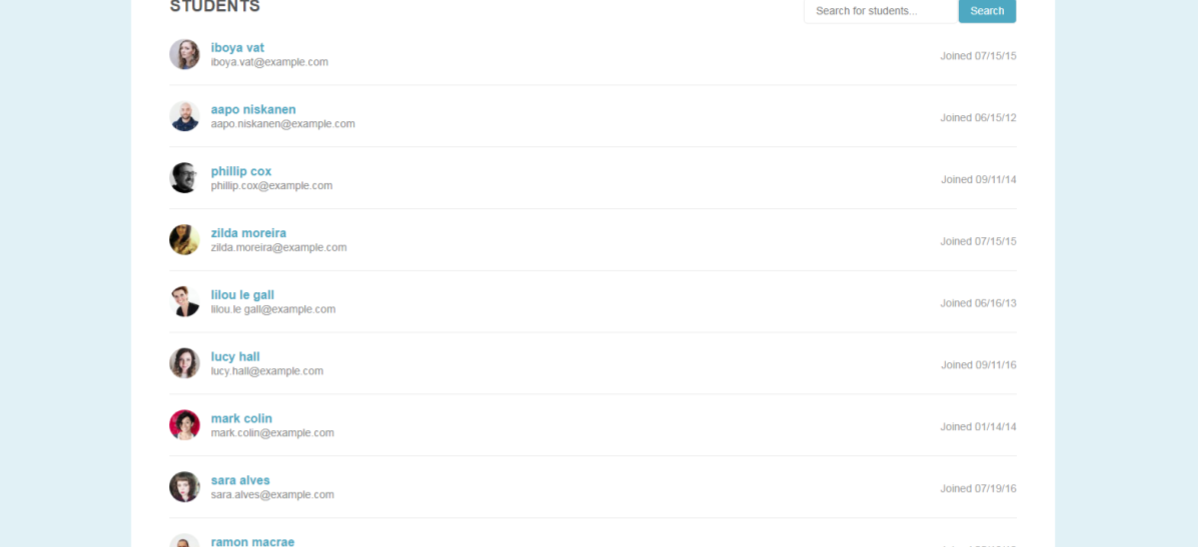 STUDENTS
Search for students...
Search
iboya vat
iboya.vat@example.com
Joined 07/15/15
aapo niskanen
aapo.niskanen@example.com
Joined 06/15/12
phillip cox
phillip.cox@example.com
Joined 09/11/14
zilda moreira
zilda.moreira@example.com
Joined 07/15/15
lilou le gall
lilou.le gall@example.com
Joined 06/16/13
lucy hall
lucy.hall@example.com
Joined 09/11/16
mark colin
mark.colin@example.com
Joined 01/14/14
sara alves
sara.alves@example.com
Joined 07/19/16
ramon macrae